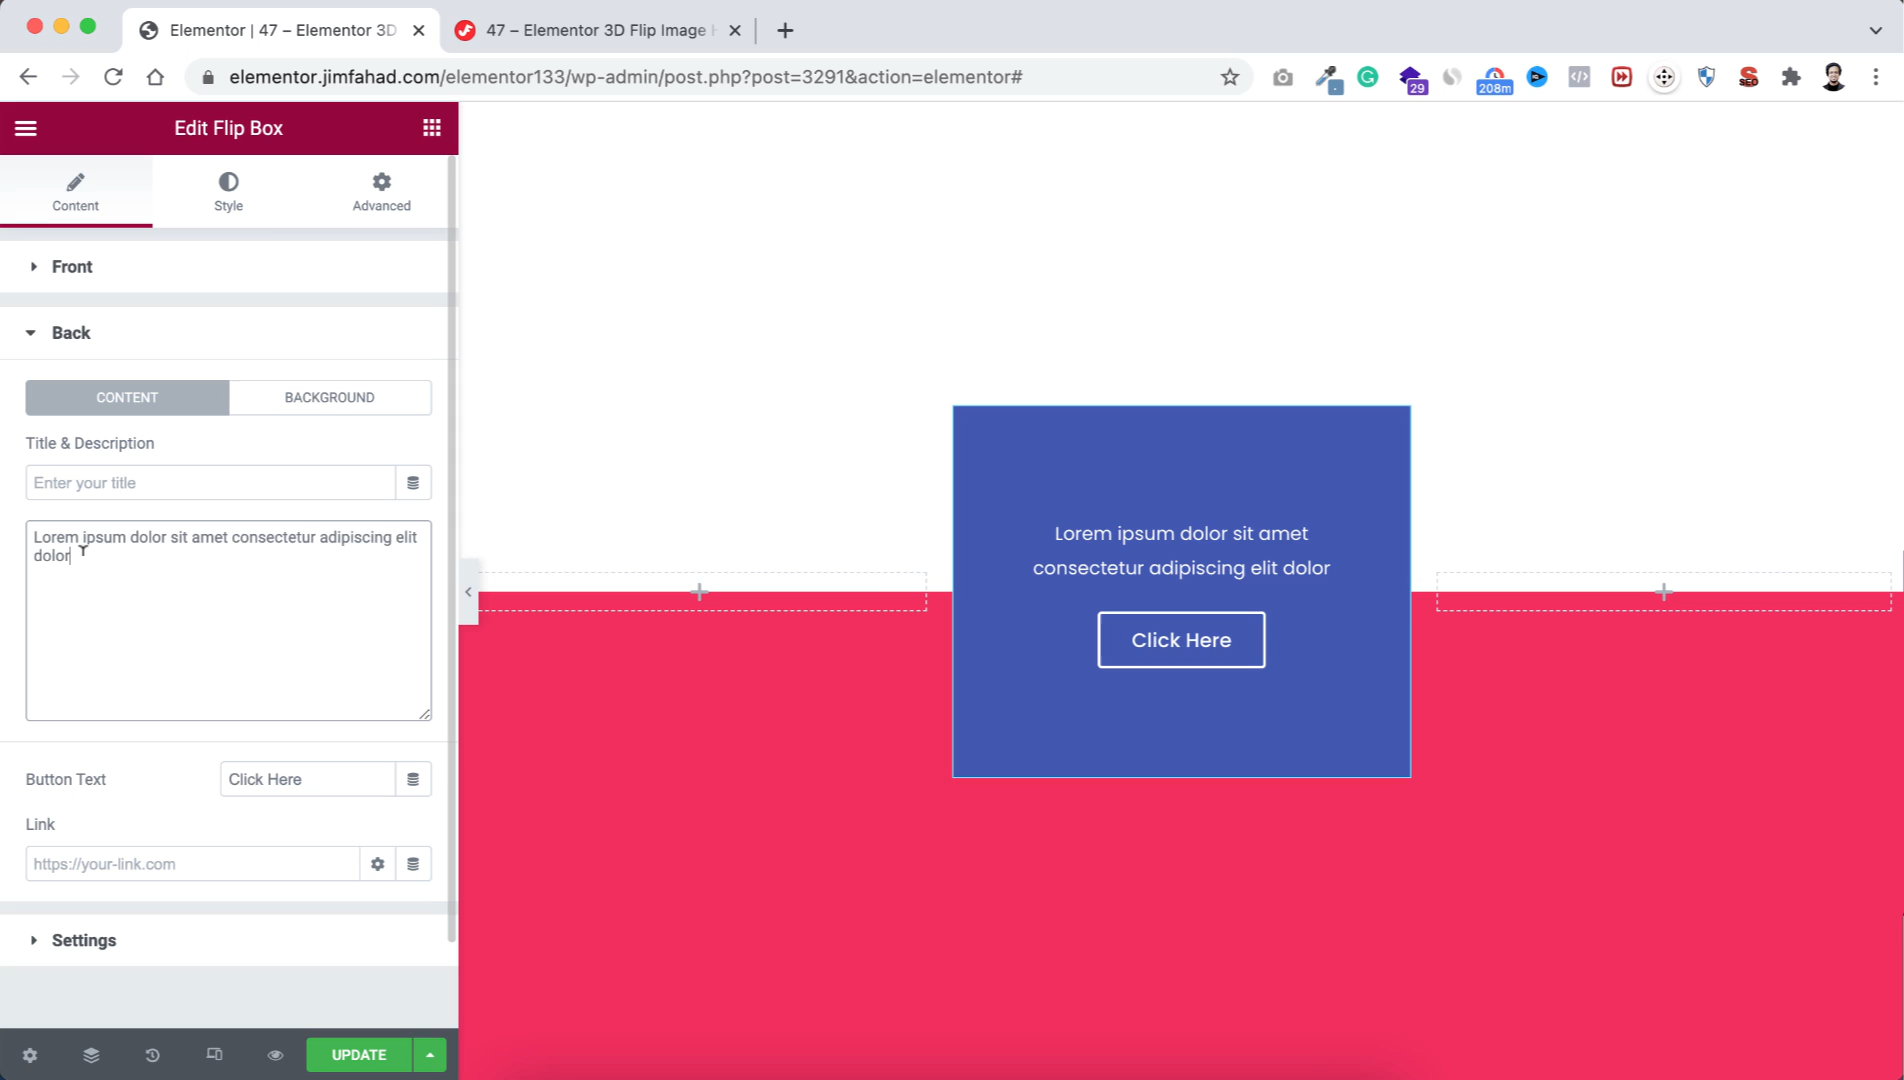 Elementor | 47 – Elementor 3D
47 – Elementor 3D Flip Image
elementor.jimfahad.com/elementor133/wp-admin/post.php?post=3291&action=elementor#
29
208m
SEO
Edit Flip Box
Content
Style
Advanced
Front
Back
CONTENT
BACKGROUND
Title & Description
Enter your title
Lorem ipsum dolor sit amet consectetur adipiscing elit
dolor
Button Text
Click Here
Link
https://your-link.com
Settings
UPDATE
Lorem ipsum dolor sit amet
consectetur adipiscing elit dolor
Click Here